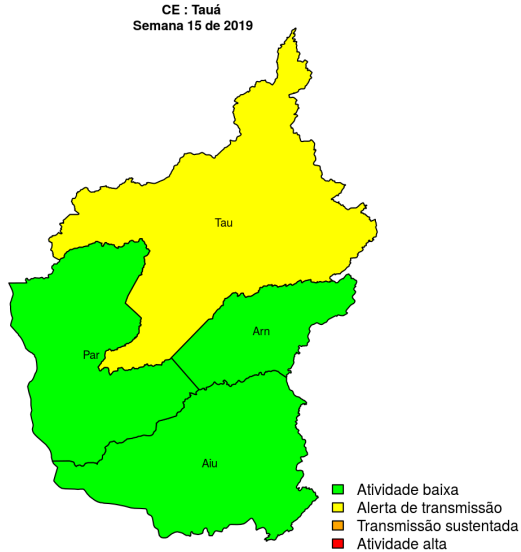 CE : Tauá
Semana 15 de 2019
Tau
Arn
Par
Aiu
Atividade baixa
Alerta de transmissão
Transmissão sustentada
Atividade alta